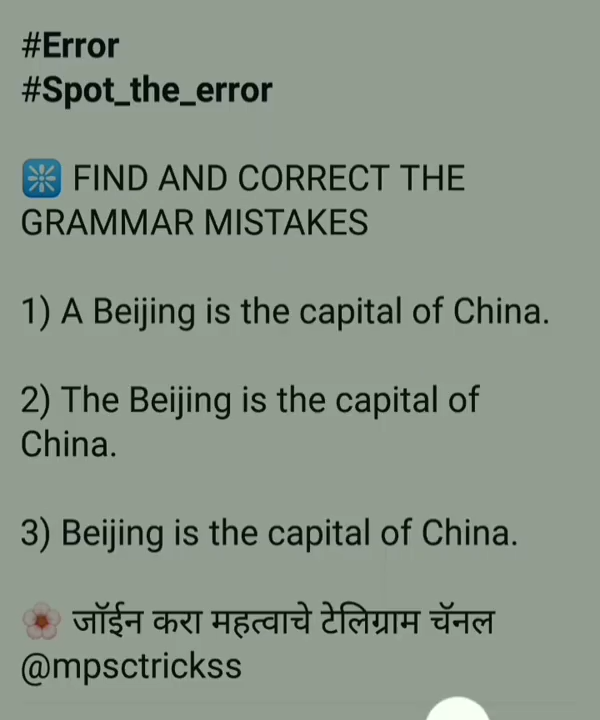 #Error
#Spot_the_error
FIND AND CORRECT THE
GRAMMAR MISTAKES
1) A Beijing is the capital of China.
2) The Beijing is the capital of
China.
3) Beijing is the capital of China.
जॉईन करा महत्वाचे टेलिग्राम चॅनल
@mpsctrickss